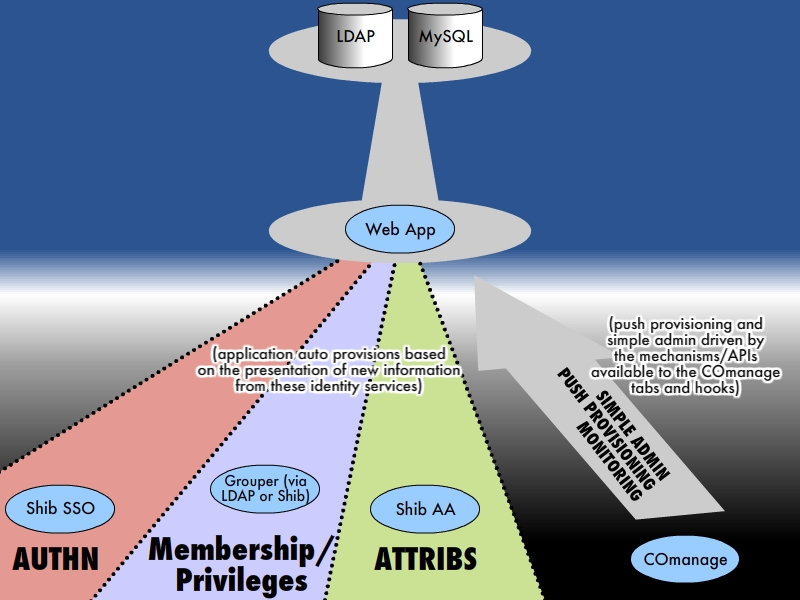 LDAP
MySQL
Web App
(application auto provisions based
on the presentation of new information
from these identity services)
(push provisioning and
simple admin driven by
the mechanisms/APIs
available to the COmanage
tabs and hooks)
SIMPLE ADMIN
PUSH PROVISIONING
MONITORING
Shib SSO
AUTHN
Grouper (via
LDAP or Shib)
Membership/
Privileges
Shib AA
ATTRIBS
COmanage